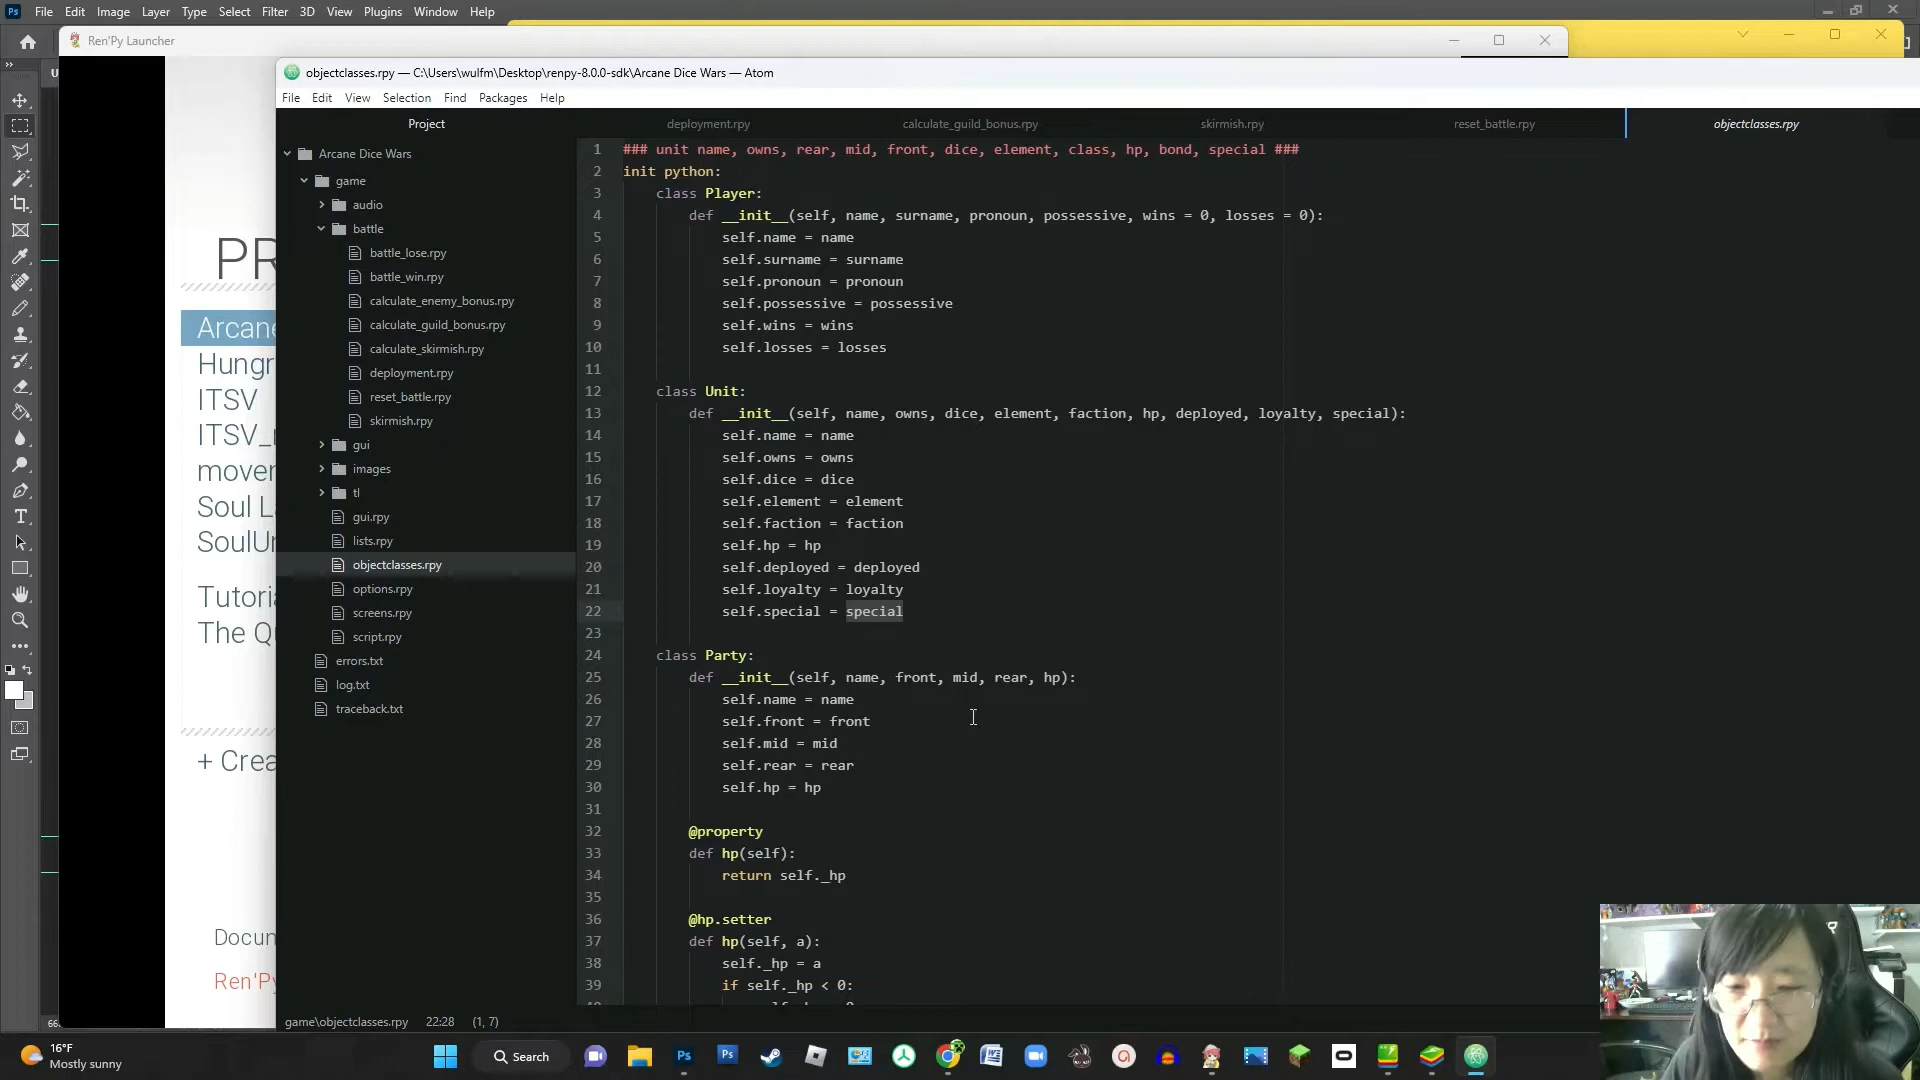 File Edit Image Layer Type Select Filter 3D View Plugins Window Help
Ren'Py Launcher
objectclasses.rpy — C:\Users\wulfm\Desktop\renpy-8.0.0-sdk\Arcane Dice Wars — Atom
File Edit View Selection Find Packages Help
Project deployment.rpy calculate_guild_bonus.rpy skirmish.rpy reset_battle.rpy objectclasses.rpy
Arcane Dice Wars
game
audio
battle
battle_lose.rpy
battle_win.rpy
calculate_enemy_bonus.rpy
calculate_guild_bonus.rpy
calculate_skirmish.rpy
deployment.rpy
reset_battle.rpy
skirmish.rpy
gui
images
tl
gui.rpy
lists.rpy
objectclasses.rpy
options.rpy
screens.rpy
script.rpy
errors.txt
log.txt
traceback.txt
PR
Arcane
Hungr
ITSV
ITSV_
mover
Soul L
SoulUr
Tutoria
The Q
+ Crea
Docun
Ren'Py
1 ### unit name, owns, rear, mid, front, dice, element, class, hp, bond, special ###
2 init python:
3 class Player:
4 def __init__(self, name, surname, pronoun, possessive, wins = 0, losses = 0):
5 self.name = name
6 self.surname = surname
7 self.pronoun = pronoun
8 self.possessive = possessive
9 self.wins = wins
10 self.losses = losses
11
12 class Unit:
13 def __init__(self, name, owns, dice, element, faction, hp, deployed, loyalty, special):
14 self.name = name
15 self.owns = owns
16 self.dice = dice
17 self.element = element
18 self.faction = faction
19 self.hp = hp
20 self.deployed = deployed
21 self.loyalty = loyalty
22 self.special = special
23
24 class Party:
25 def __init__(self, name, front, mid, rear, hp):
26 self.name = name
27 self.front = front
28 self.mid = mid
29 self.rear = rear
30 self.hp = hp
31
32 @property
33 def hp(self):
34 return self._hp
35
36 @hp.setter
37 def hp(self, a):
38 self._hp = a
39 if self._hp < 0:
game\objectclasses.rpy 22:28 (1, 7)
16°F
Mostly sunny
Search